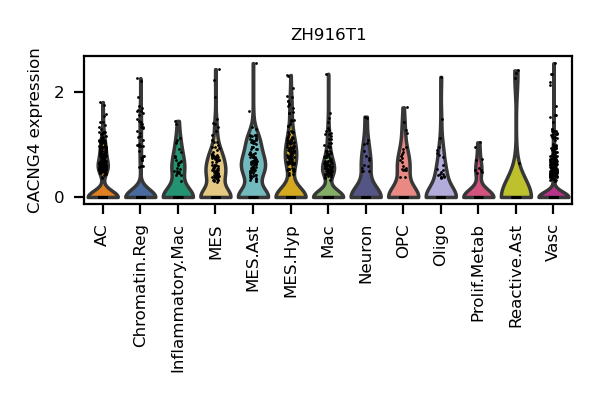 ZH916T1
CACNG4 expression
2
0
AC
Chromatin.Reg
Inflammatory.Mac
MES
MES.Ast
MES.Hyp
Mac
Neuron
OPC
Oligo
Prolif.Metab
Reactive.Ast
Vasc